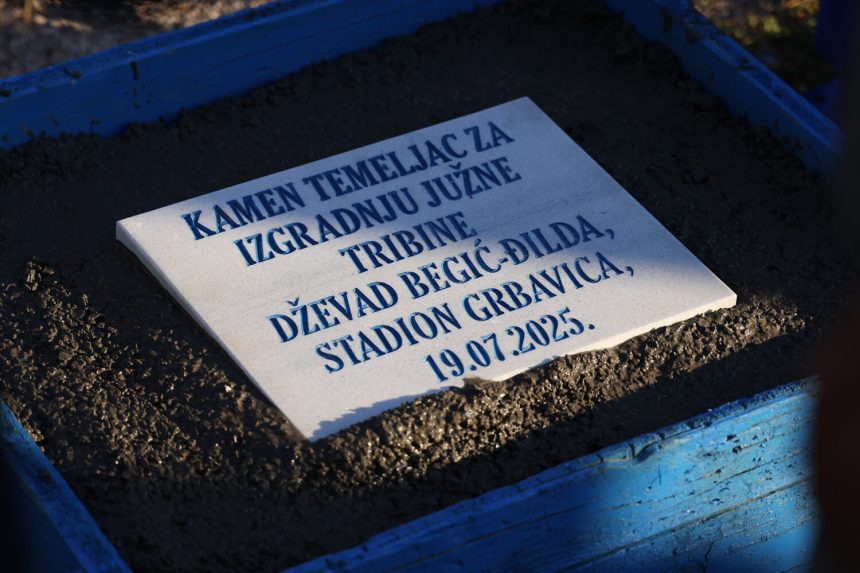 KAMEN TEMELJAC ZA
IZGRADNJU JUŽNE
TRIBINE
DŽEVAD BEGIĆ-ĐILDA,
STADION GRBAVICA,
19.07.2025.